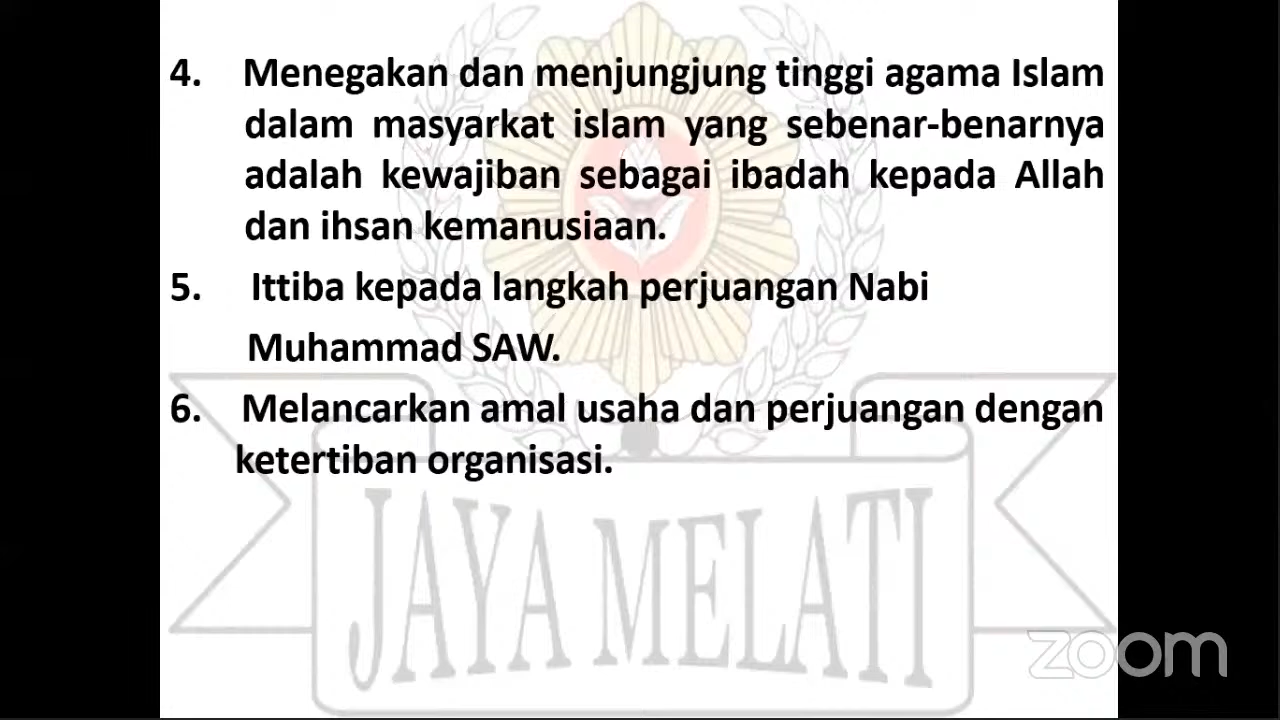 4. Menegakan dan menjungjung tinggi agama Islam
dalam masyarkat islam yang sebenar-benarnya
adalah kewajiban sebagai ibadah kepada Allah
dan ihsan kemanusiaan.
5. Ittiba kepada langkah perjuangan Nabi
Muhammad SAW.
6. Melancarkan amal usaha dan perjuangan dengan
ketertiban organisasi.
JAYA MELATI
zoom